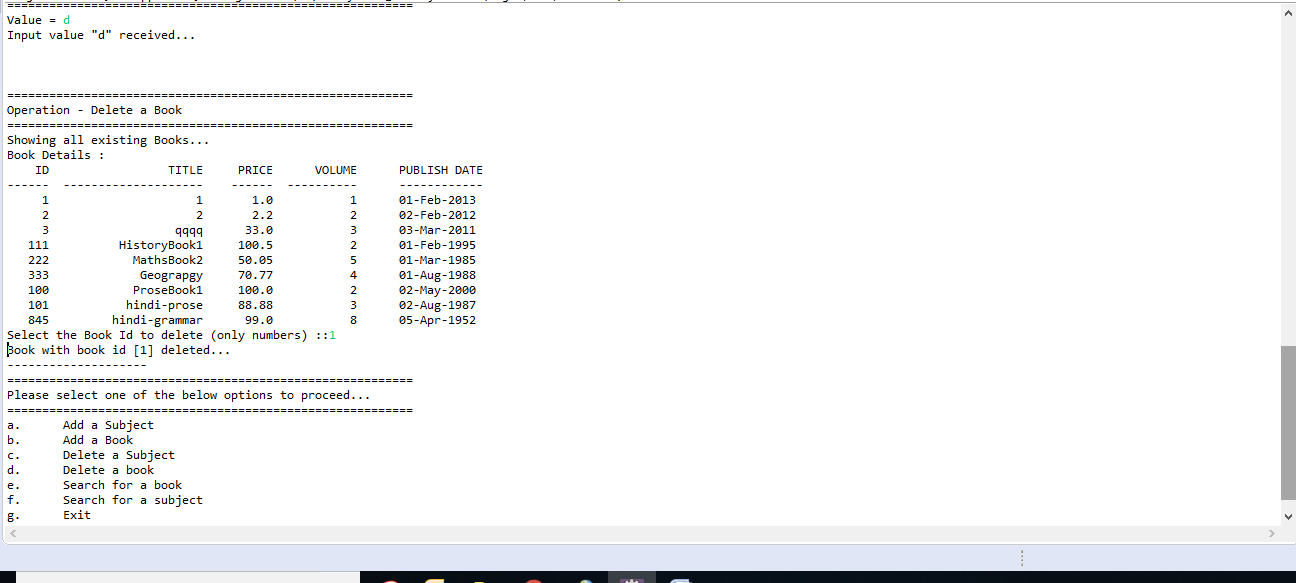 ========================================================== 
Value = d
Input value "d" received...
==========================================================
Operation - Delete a Book
==========================================================
Showing all existing Books...
Book Details :
ID TITLE PRICE VOLUME PUBLISH DATE
------ -------------------- ------ ---------- ------------
1 1 1.0 1 01-Feb-2013
2 2 2.2 2 02-Feb-2012
3 qqqq 33.0 3 03-Mar-2011
111 HistoryBook1 100.5 2 01-Feb-1995
222 MathsBook2 50.05 5 01-Mar-1985
333 Geograpgy 70.77 4 01-Aug-1988
100 ProseBook1 100.0 2 02-May-2000
101 hindi-prose 88.88 3 02-Aug-1987
845 hindi-grammar 99.0 8 05-Apr-1952
Select the Book Id to delete (only numbers) ::1
Book with book id [1] deleted...
--------------------
==========================================================
Please select one of the below options to proceed...
==========================================================
a. Add a Subject
b. Add a Book
c. Delete a Subject
d. Delete a book
e. Search for a book
f. Search for a subject
g. Exit